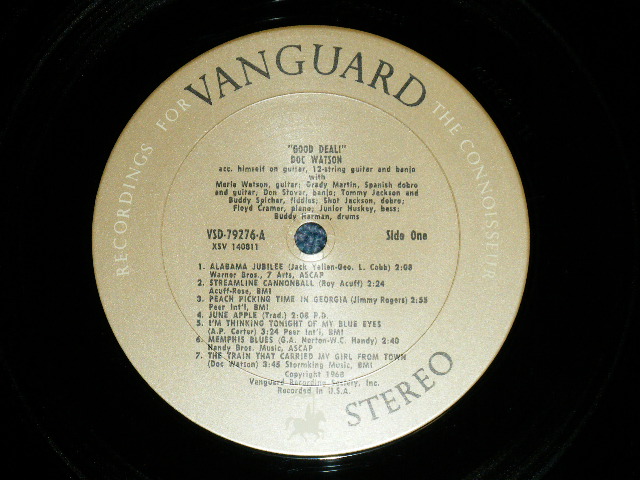 RECORDINGS FOR VANGUARD THE CONNOISSEUR
"GOOD DEAL!"
DOC WATSON
acc. himself on guitar, 12-string guitar and banjo
with
Merle Watson, guitar; Grady Martin, Spanish dobro
and guitar; Don Stover, banjo; Tommy Jackson and
Buddy Spicher, fiddles; Shot Jackson, dobro;
Floyd Cramer, piano; Junior Huskey, bass;
Buddy Harman, drums
VSD-79276-A Side One
XSV 140811
1. ALABAMA JUBILEE (Jack Yellen-Geo. L. Cobb) 2:08
Warner Bros., 7 Arts, ASCAP
2. STREAMLINE CANNONBALL (Roy Acuff) 2:24
Acuff-Rose, BMI
3. PEACH PICKING TIME IN GEORGIA (Jimmy Rogers) 2:55
Peer Int'l, BMI
4. JUNE APPLE (Trad.) 2:08 P.D.
5. I'M THINKING TONIGHT OF MY BLUE EYES
(A.P. Carter) 3:24 Peer Int'l, BMI
6. MEMPHIS BLUES (G.A. Norton-W.C. Handy) 2:40
Handy Bros. Music, ASCAP
7. THE TRAIN THAT CARRIED MY GIRL FROM TOWN
(Doc Watson) 3:45 Stormking Music, BMI
Copyright 1968
Vanguard Recording Society, Inc.
Recorded in U.S.A.
STEREO